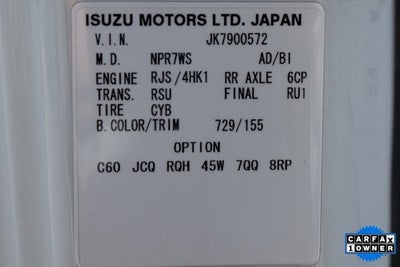 ISUZU MOTORS LTD. JAPAN
V.I.N. JK7900572
M.D. NPR7WS AD/BI
ENGINE RJS/4HK1 RR AXLE 6CP
TRANS. RSU FINAL RU1
TIRE CYB
B.COLOR/TRIM 729/155
OPTION
C60 JCQ RQH 45W 7QQ 8RP
CARFAX
1 OWNER